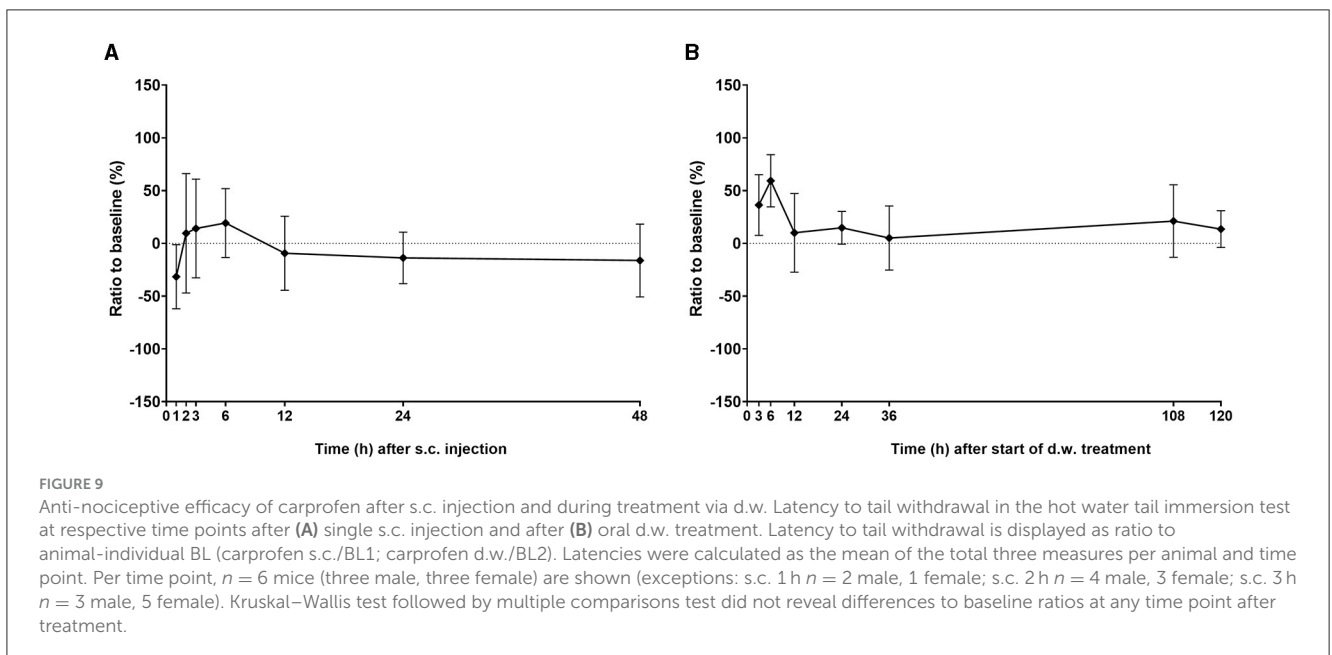 A
B
150
100
50
0
-50
-100
-150
Ratio to baseline (%)
0 1 2 3 6 12 24 48
Time (h) after s.c. injection
150
100
50
0
-50
-100
-150
Ratio to baseline (%)
0 3 6 12 24 36 108 120
Time (h) after start of d.w. treatment
FIGURE 9
Anti-nociceptive efficacy of carprofen after s.c. injection and during treatment via d.w. Latency to tail withdrawal in the hot water tail immersion test
at respective time points after (A) single s.c. injection and after (B) oral d.w. treatment. Latency to tail withdrawal is displayed as ratio to
animal-individual BL (carprofen s.c./BL1; carprofen d.w./BL2). Latencies were calculated as the mean of the total three measures per animal and time
point. Per time point, n = 6 mice (three male, three female) are shown (exceptions: s.c. 1 h n = 2 male, 1 female; s.c. 2 h n = 4 male, 3 female; s.c. 3 h
n = 3 male, 5 female). Kruskal–Wallis test followed by multiple comparisons test did not reveal differences to baseline ratios at any time point after
treatment.